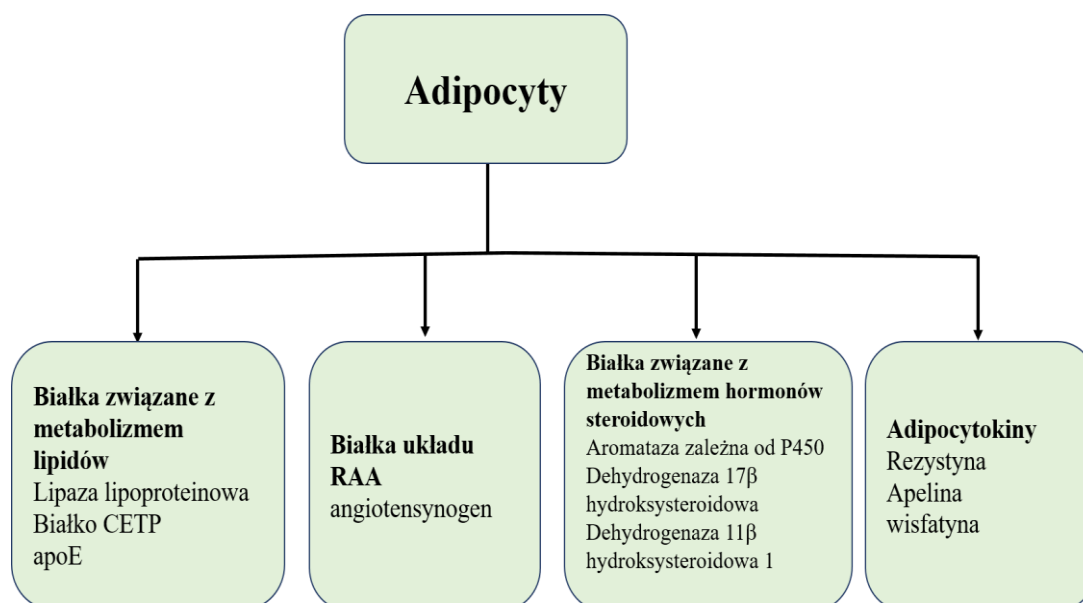 Adipocyty
Białka związane z
metabolizmem
lipidów
Lipaza lipoproteinowa
Białko CETP
apoE
Białka układu
RAA
angiotensynogen
Białka związane z
metabolizmem hormonów
steroidowych
Aromataza zależna od P450
Dehydrogenaza 17β
hydroksysteroidowa
Dehydrogenaza 11β
hydroksysteroidowa 1
Adipocytokiny
Rezystyna
Apelina
wisfatyna